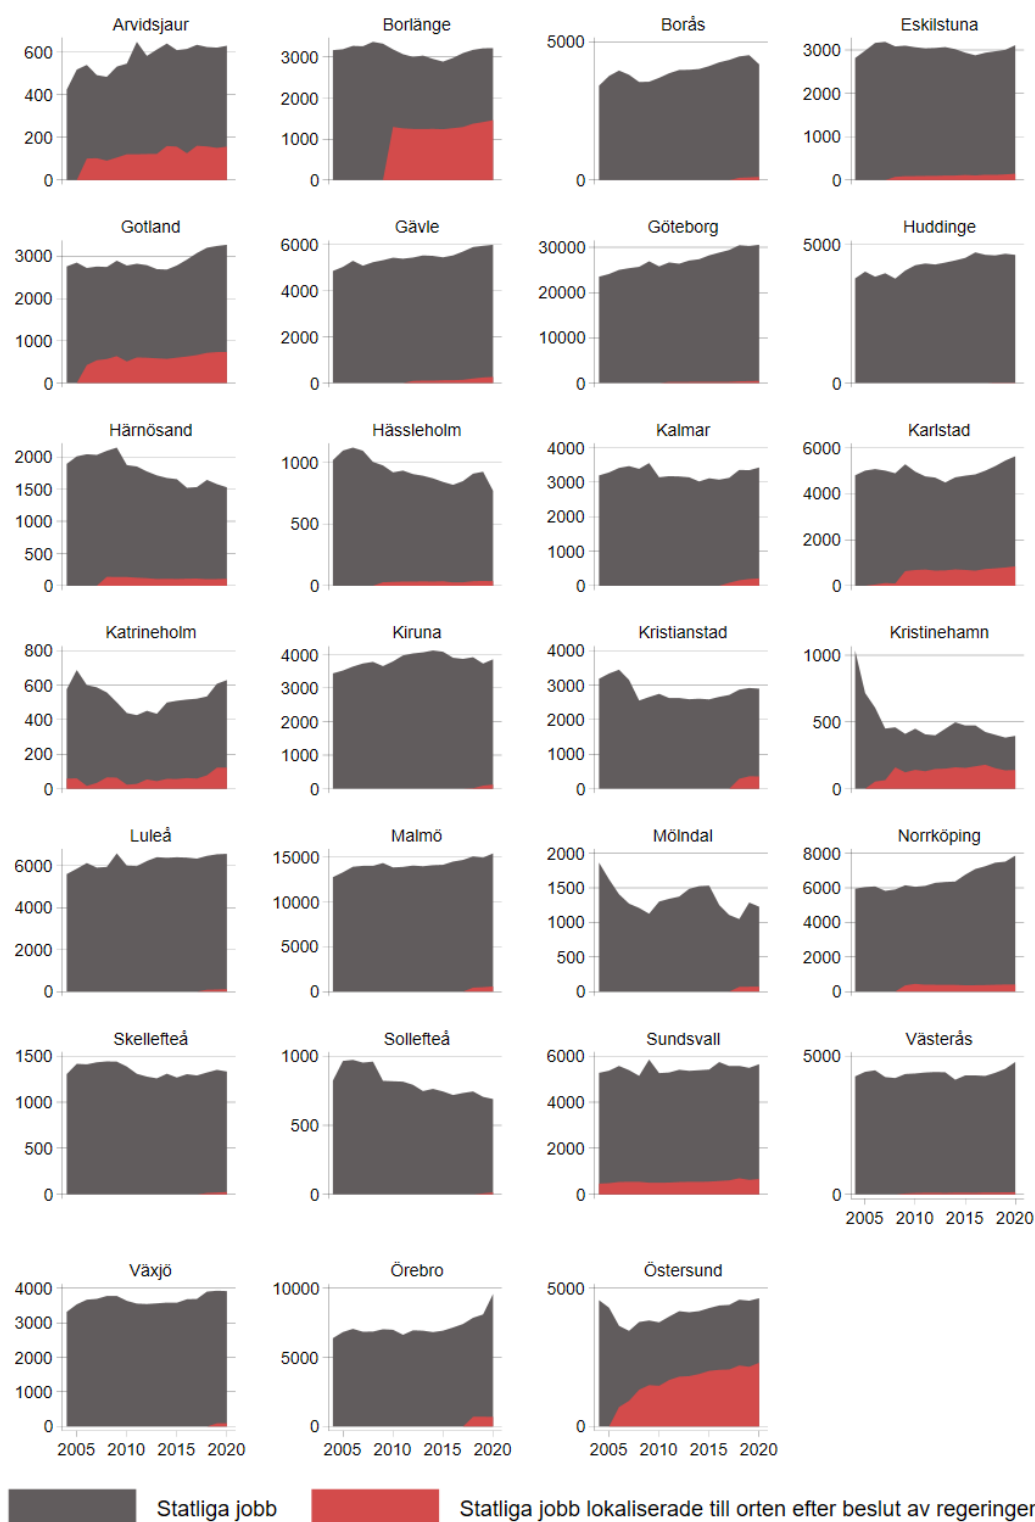 Arvidsjaur Borlänge Borås Eskilstuna
600 400 200 0
3000 2000 1000 0
5000 0
3000 2000 1000 0
Gotland Gävle Göteborg Huddinge
3000 2000 1000 0
6000 4000 2000 0
30000 20000 10000 0
5000 0
Härnösand Hässleholm Kalmar Karlstad
2000 1500 1000 500 0
1000 500 0
4000 3000 2000 1000 0
6000 4000 2000 0
Katrineholm Kiruna Kristianstad Kristinehamn
800 600 400 200 0
4000 3000 2000 1000 0
4000 3000 2000 1000 0
1000 500 0
Luleå Malmö Mölndal Norrköping
6000 4000 2000 0
15000 10000 5000 0
2000 1500 1000 500 0
8000 6000 4000 2000 0
Skellefteå Sollefteå Sundsvall Västerås
1500 1000 500 0
1000 500 0
6000 4000 2000 0
5000 0
2005 2010 2015 2020
Växjö Örebro Östersund
4000 3000 2000 1000 0
10000 5000 0
5000 0
2005 2010 2015 2020 2005 2010 2015 2020 2005 2010 2015 2020
Statliga jobb Statliga jobb lokaliserade till orten efter beslut av regeringen